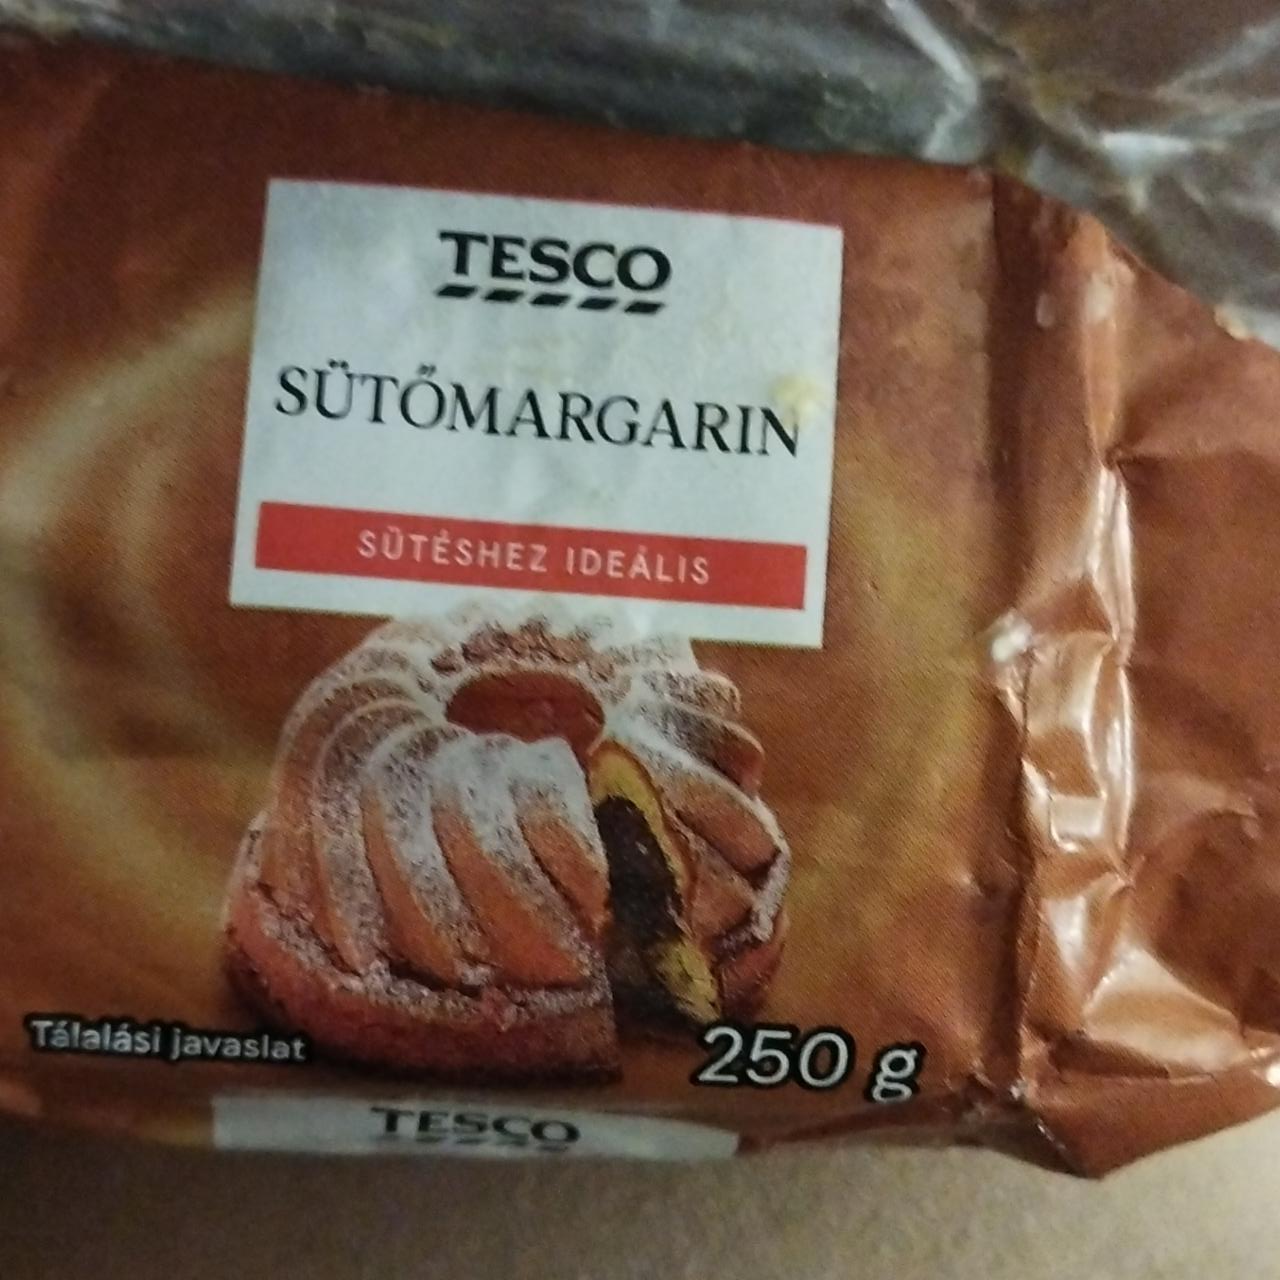 TESCO
SÜTŐMARGARIN
SÜTÉSHEZ IDEÁLIS
Tálalási javaslat
250 g
TESCO